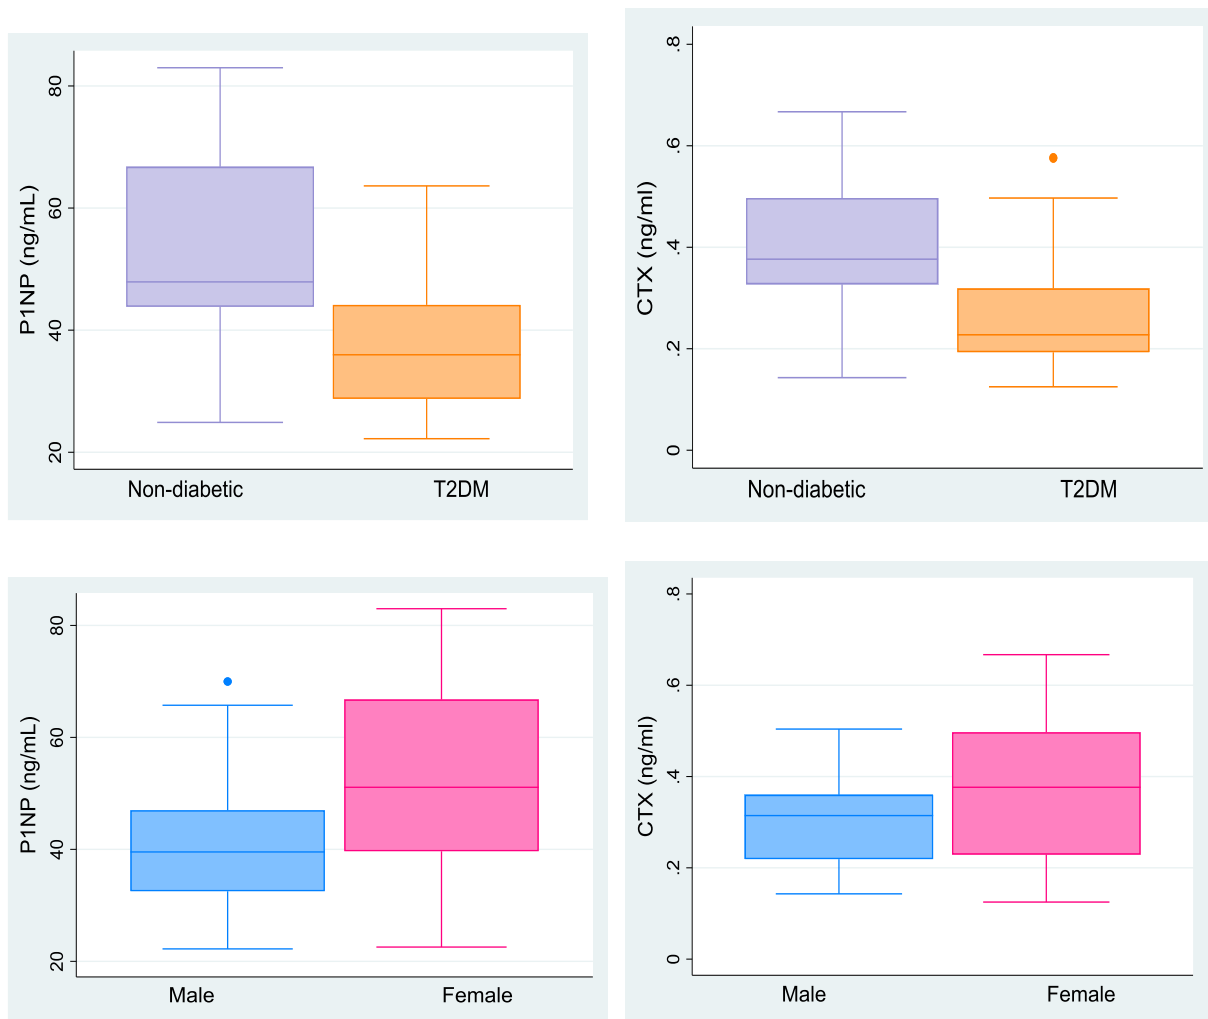 P1NP (ng/mL)
80
60
40
20
Non-diabetic
T2DM
CTX (ng/ml)
.8
.6
.4
.2
0
Non-diabetic
T2DM
P1NP (ng/mL)
80
60
40
20
Male
Female
CTX (ng/ml)
.8
.6
.4
.2
0
Male
Female